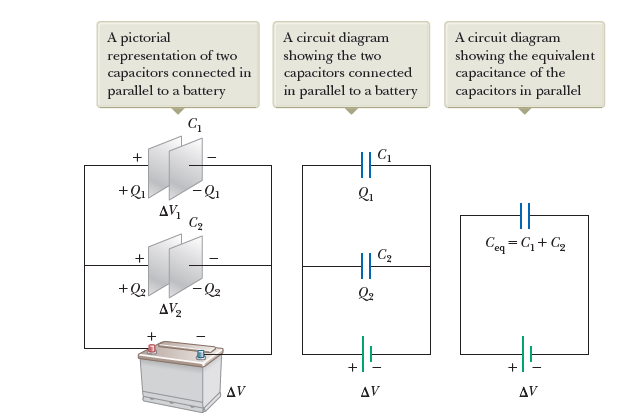 A pictorial
representation of two
capacitors connected in
parallel to a battery
A circuit diagram
showing the two
capacitors connected
in parallel to a battery
A circuit diagram
showing the equivalent
capacitance of the
capacitors in parallel
C₁
+ −
+Q₁ −Q₁
ΔV₁
C₂
+ −
+Q₂ −Q₂
ΔV₂
+ −
ΔV
C₁
Q₁
C₂
Q₂
+ −
ΔV
Ceq = C₁ + C₂
+ −
ΔV